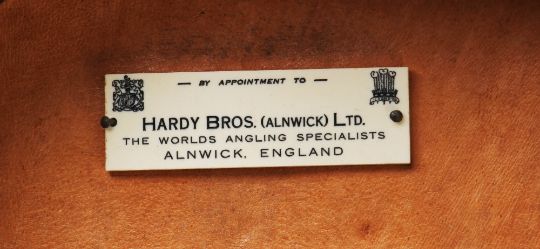 — BY APPOINTMENT TO —
HARDY BROS. (ALNWICK) LTD.
THE WORLDS ANGLING SPECIALISTS
ALNWICK, ENGLAND